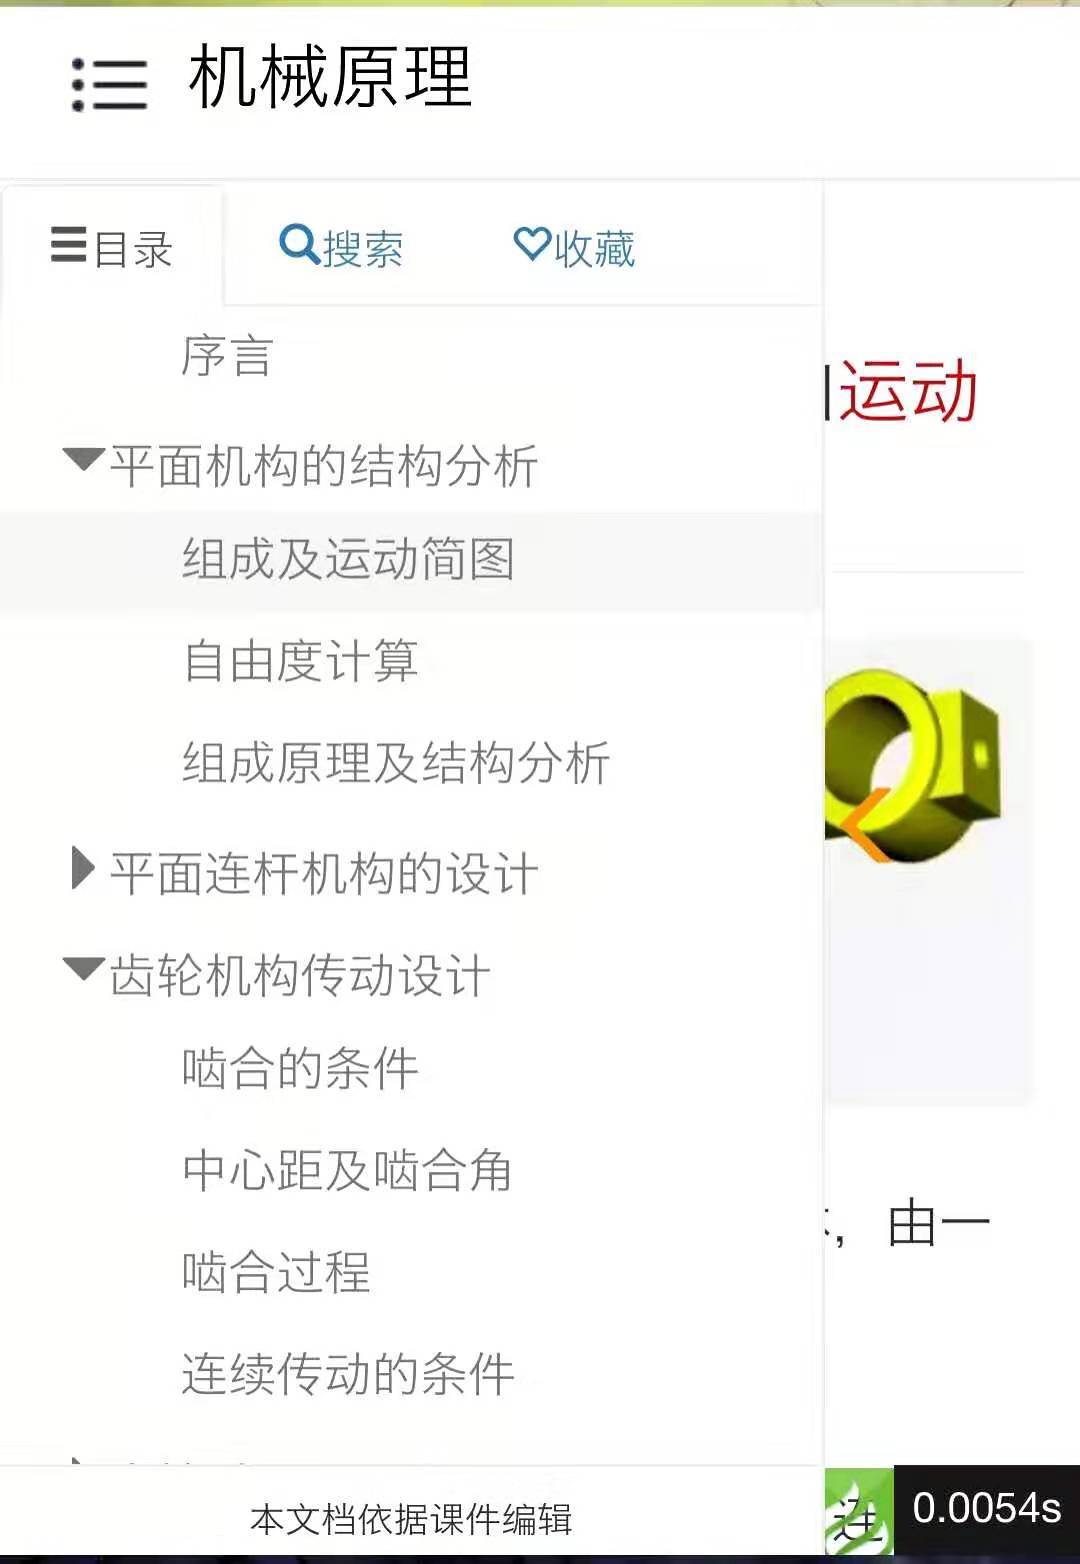 机械原理
目录 搜索 收藏
序言
运动
平面机构的结构分析
组成及运动简图
自由度计算
组成原理及结构分析
平面连杆机构的设计
齿轮机构传动设计
啮合的条件
中心距及啮合角
，由一
啮合过程
连续传动的条件
本文档依据课件编辑
0.0054s